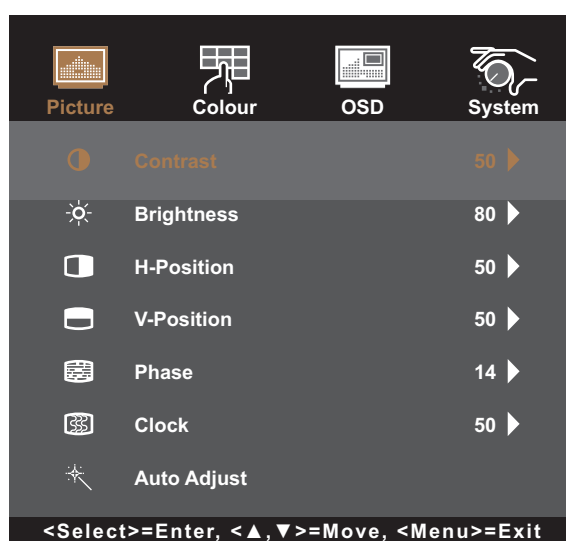 Picture Colour OSD System
Contrast 50
Brightness 80
H-Position 50
V-Position 50
Phase 14
Clock 50
Auto Adjust
<Select>=Enter, <▲,▼>=Move, <Menu>=Exit